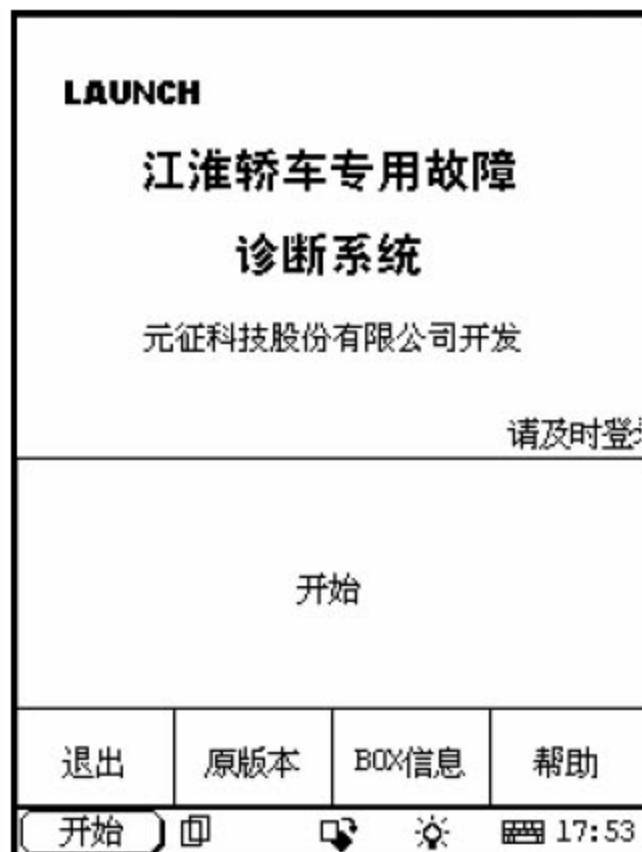 LAUNCH
江淮轿车专用故障
诊断系统
元征科技股份有限公司开发
请及时登
开始
退出 原版本 BOX信息 帮助
开始 17:53